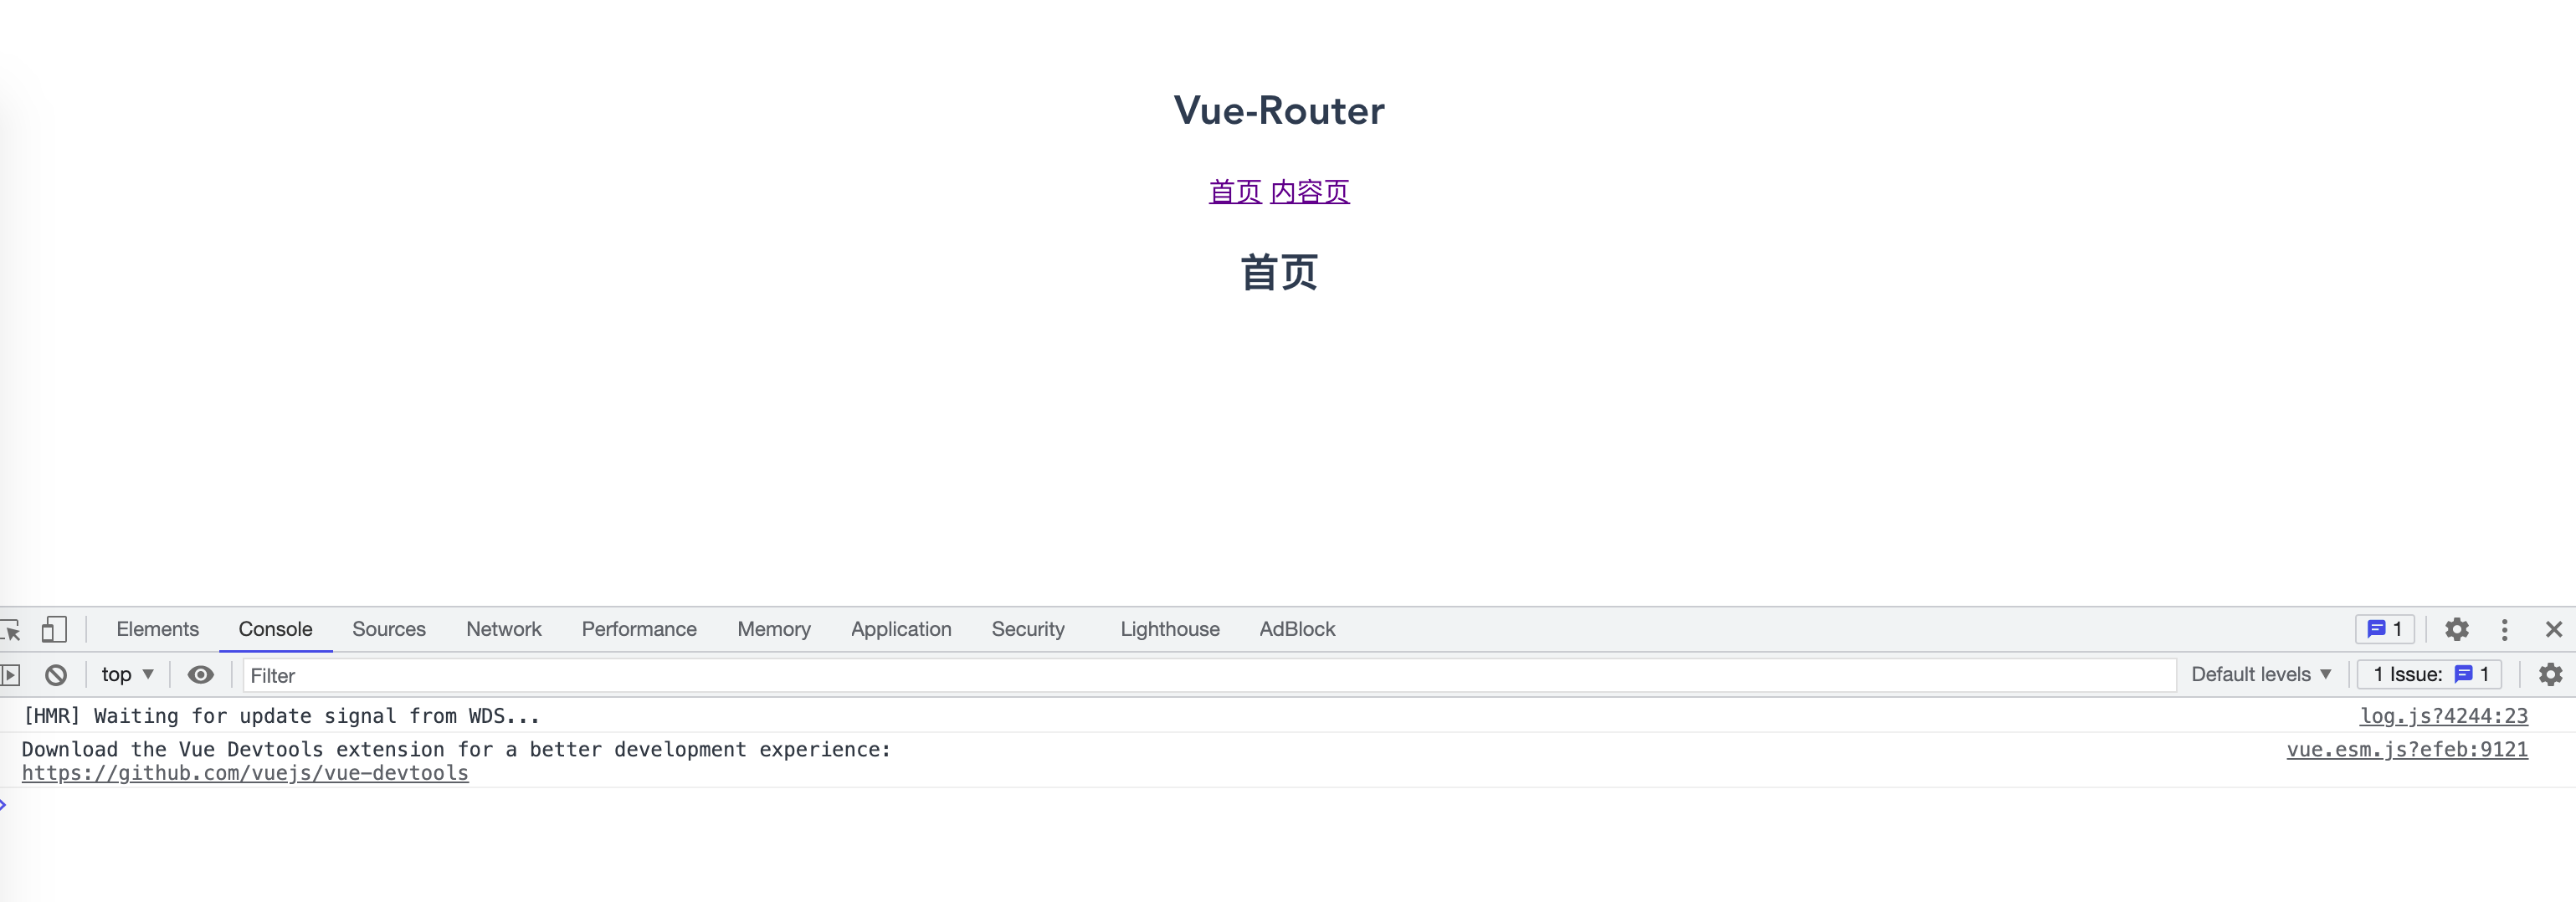 Vue-Router
首页 内容页
首页
Elements Console Sources Network Performance Memory Application Security Lighthouse AdBlock 1
top ▼ Filter Default levels ▼ 1 Issue: 1
[HMR] Waiting for update signal from WDS... log.js?4244:23
Download the Vue Devtools extension for a better development experience: vue.esm.js?efeb:9121
https://github.com/vuejs/vue-devtools